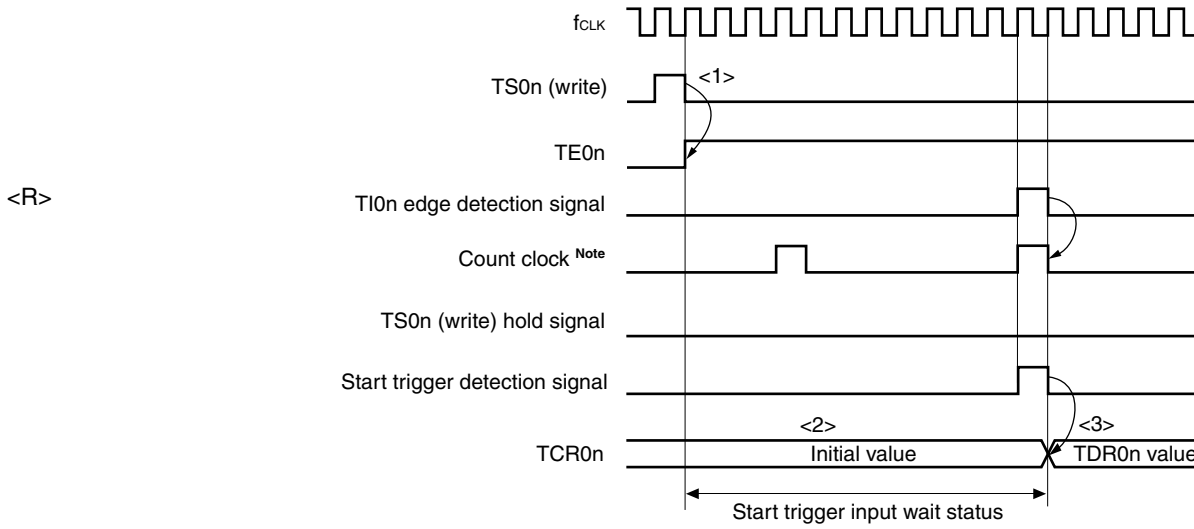 fCLK
TS0n (write)
<1>
TE0n
<R>
TI0n edge detection signal
Count clock Note
TS0n (write) hold signal
Start trigger detection signal
<2>
<3>
TCR0n
Initial value
TDR0n value
Start trigger input wait status